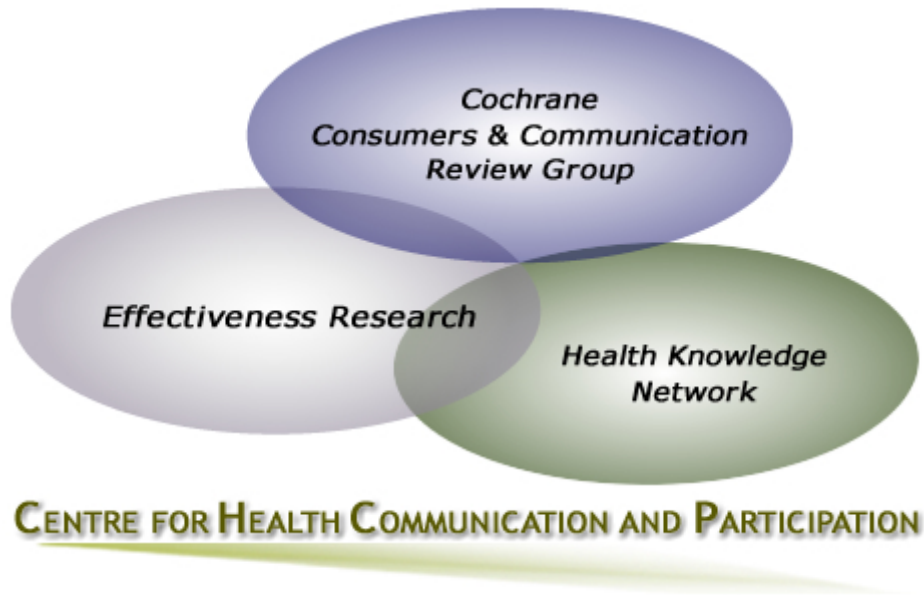 Cochrane
Consumers & Communication
Review Group
Effectiveness Research
Health Knowledge
Network
CENTRE FOR HEALTH COMMUNICATION AND PARTICIPATION